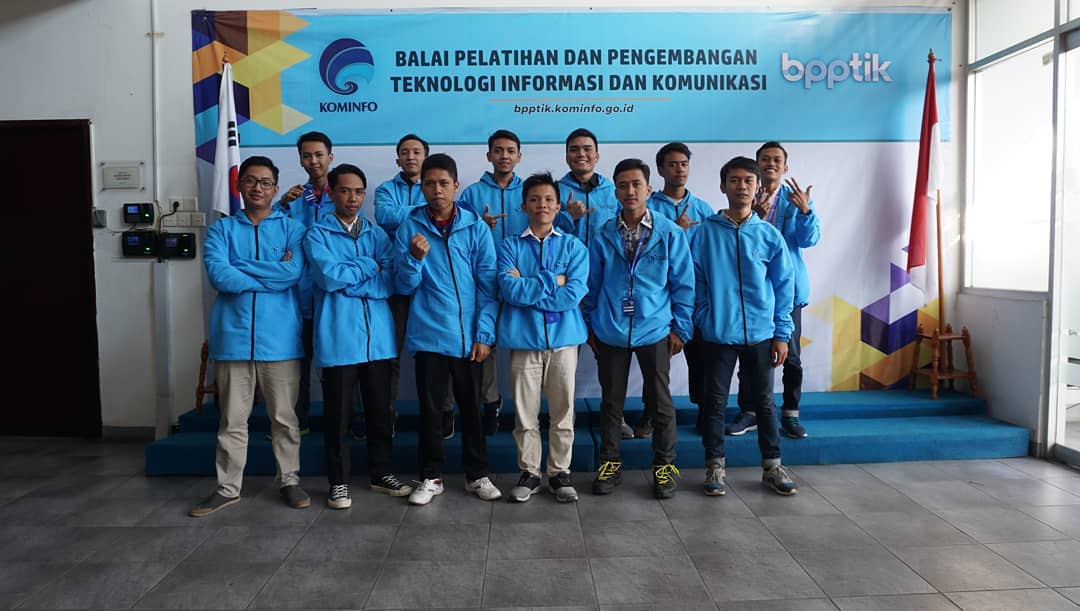 BALAI PELATIHAN DAN PENGEMBANGAN
TEKNOLOGI INFORMASI DAN KOMUNIKASI
bpptik.kominfo.go.id
KOMINFO
bpptik